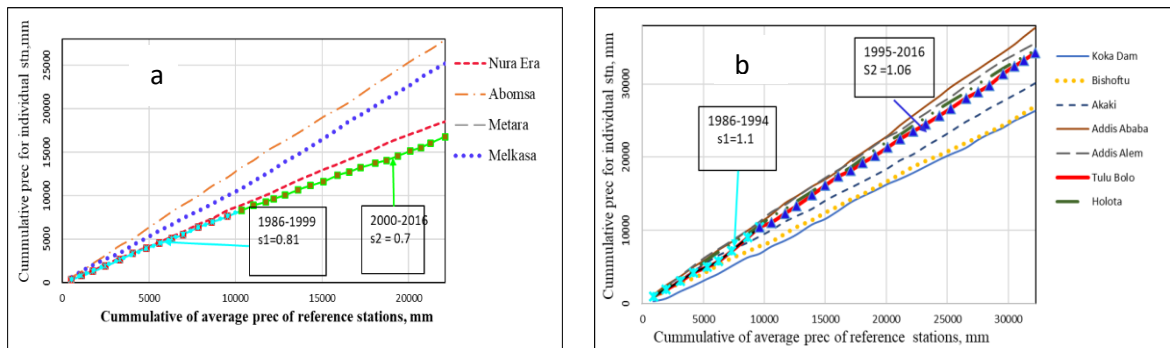 a
Cummulative prec for individual stn,mm
25000
20000
15000
10000
5000
0
0 5000 10000 15000 20000
Cummulative of average prec of reference stations, mm
1986-1999
s1=0.81
2000-2016
s2 = 0.7
Nura Era
Abomsa
Metara
Melkasa
b
Cummulative prec for individual stn, mm
30000
20000
10000
0
0 5000 10000 15000 20000 25000 30000
Cummulative of average prec of reference stations, mm
1986-1994
s1=1.1
1995-2016
S2 =1.06
Koka Dam
Bishoftu
Akaki
Addis Ababa
Addis Alem
Tulu Bolo
Holota